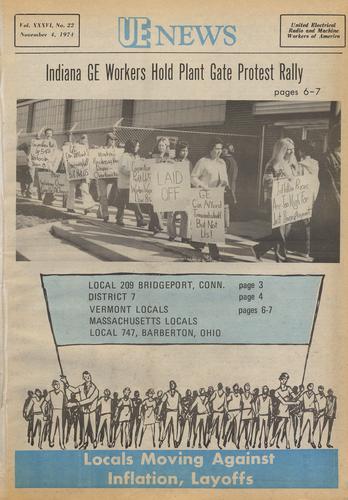 Vol. XXXVI, No. 22
November 4, 1974
UE NEWS
United Electrical
Radio and Machine
Workers of America
Indiana GE Workers Hold Plant Gate Protest Rally
pages 6-7
LAID
OFF
GE
Can Afford
But Not
Us!
LOCAL 209 BRIDGEPORT, CONN. page 3
DISTRICT 7 page 4
VERMONT LOCALS pages 6-7
MASSACHUSETTS LOCALS
LOCAL 747, BARBERTON, OHIO
Locals Moving Against
Inflation, Layoffs